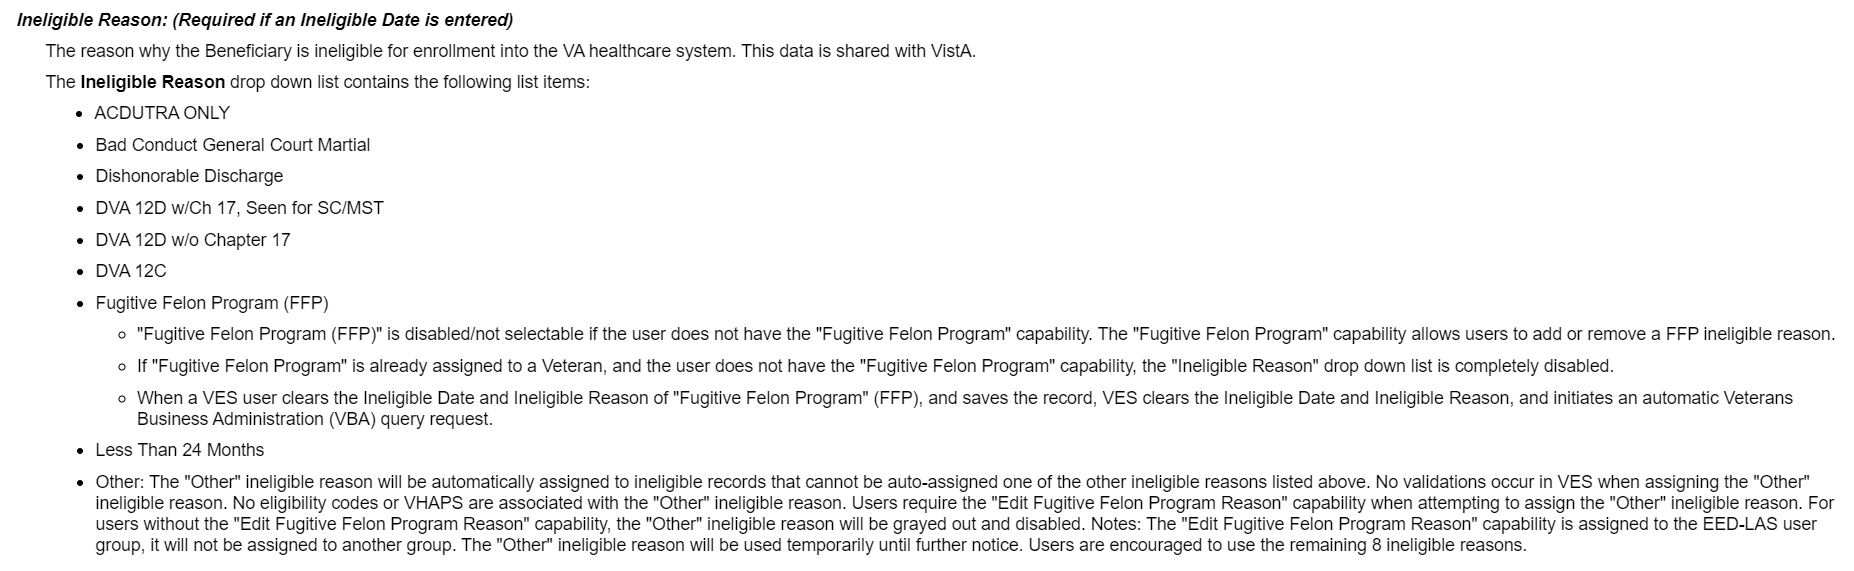 Ineligible Reason: (Required if an Ineligible Date is entered)
The reason why the Beneficiary is ineligible for enrollment into the VA healthcare system. This data is shared with VistA.
The Ineligible Reason drop down list contains the following list items:
• ACDUTRA ONLY
• Bad Conduct General Court Martial
• Dishonorable Discharge
• DVA 12D w/Ch 17, Seen for SC/MST
• DVA 12D w/o Chapter 17
• DVA 12C
• Fugitive Felon Program (FFP)
◦ "Fugitive Felon Program (FFP)" is disabled/not selectable if the user does not have the "Fugitive Felon Program" capability. The "Fugitive Felon Program" capability allows users to add or remove a FFP ineligible reason.
◦ If "Fugitive Felon Program" is already assigned to a Veteran, and the user does not have the "Fugitive Felon Program" capability, the "Ineligible Reason" drop down list is completely disabled.
◦ When a VES user clears the Ineligible Date and Ineligible Reason of "Fugitive Felon Program" (FFP), and saves the record, VES clears the Ineligible Date and Ineligible Reason, and initiates an automatic Veterans
Business Administration (VBA) query request.
• Less Than 24 Months
• Other: The "Other" ineligible reason will be automatically assigned to ineligible records that cannot be auto-assigned one of the other ineligible reasons listed above. No validations occur in VES when assigning the "Other"
ineligible reason. No eligibility codes or VHAPS are associated with the "Other" ineligible reason. Users require the "Edit Fugitive Felon Program Reason" capability when attempting to assign the "Other" ineligible reason. For
users without the "Edit Fugitive Felon Program Reason" capability, the "Other" ineligible reason will be grayed out and disabled. Notes: The "Edit Fugitive Felon Program Reason" capability is assigned to the EED-LAS user
group, it will not be assigned to another group. The "Other" ineligible reason will be used temporarily until further notice. Users are encouraged to use the remaining 8 ineligible reasons.